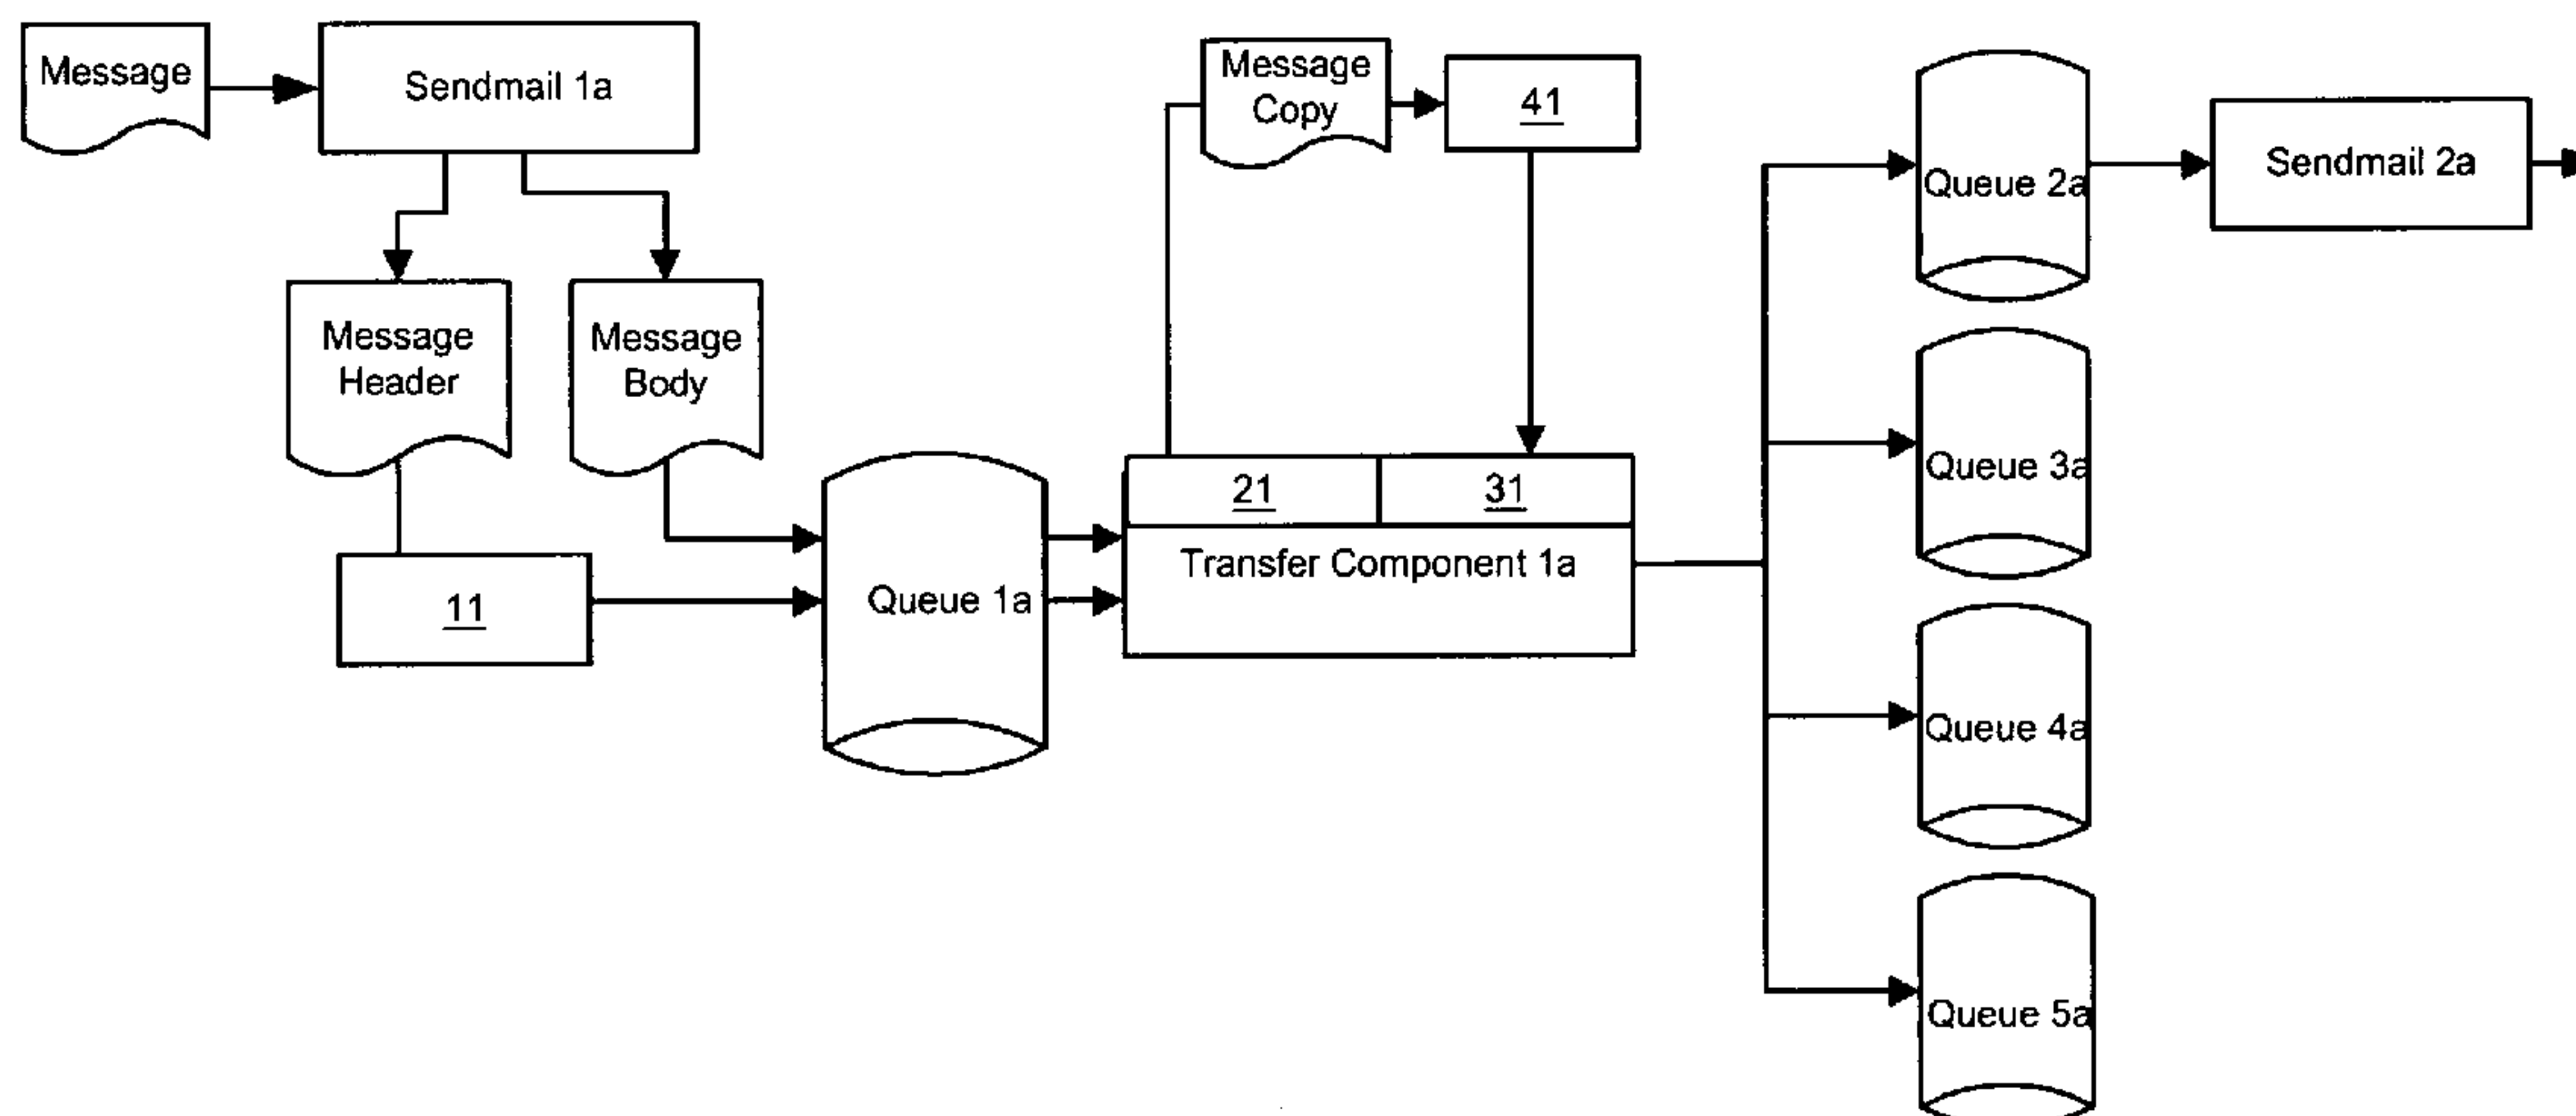 Message
Sendmail 1a
Message
Header
Message
Body
11
Queue 1a
Message
Copy
41
21
31
Transfer Component 1a
Queue 2a
Sendmail 2a
Queue 3a
Queue 4a
Queue 5a